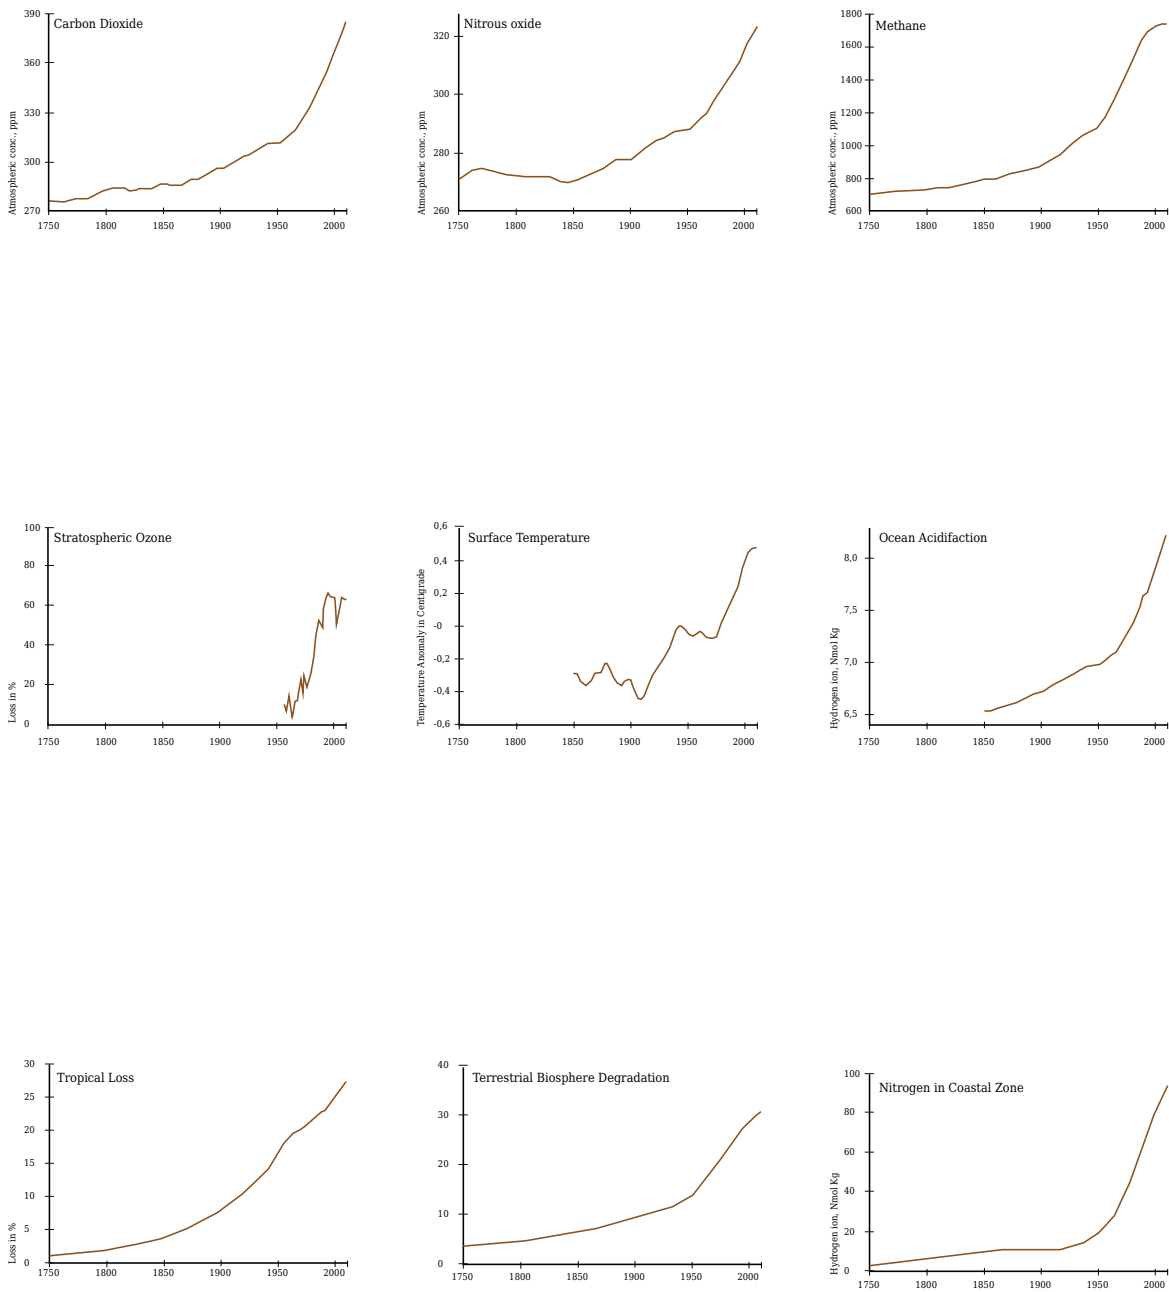 Carbon Dioxide
Atmospheric conc., ppm
390
360
330
300
270
1750 1800 1850 1900 1950 2000
Nitrous oxide
Atmospheric conc., ppm
320
300
280
260
1750 1800 1850 1900 1950 2000
Methane
Atmospheric conc., ppm
1800
1600
1400
1200
1000
800
600
1750 1800 1850 1900 1950 2000
Stratospheric Ozone
Loss in %
100
80
60
40
20
0
1750 1800 1850 1900 1950 2000
Surface Temperature
Temperature Anomaly in Centigrade
0,6
0,4
0,2
-0
-0,2
-0,4
-0,6
1750 1800 1850 1900 1950 2000
Ocean Acidifaction
Hydrogen ion, Nmol Kg
8,0
7,5
7,0
6,5
1750 1800 1850 1900 1950 2000
Tropical Loss
Loss in %
30
25
20
15
10
5
0
1750 1800 1850 1900 1950 2000
Terrestrial Biosphere Degradation
40
30
20
10
0
1750 1800 1850 1900 1950 2000
Nitrogen in Coastal Zone
Hydrogen ion, Nmol Kg
100
80
60
40
20
0
1750 1800 1850 1900 1950 2000